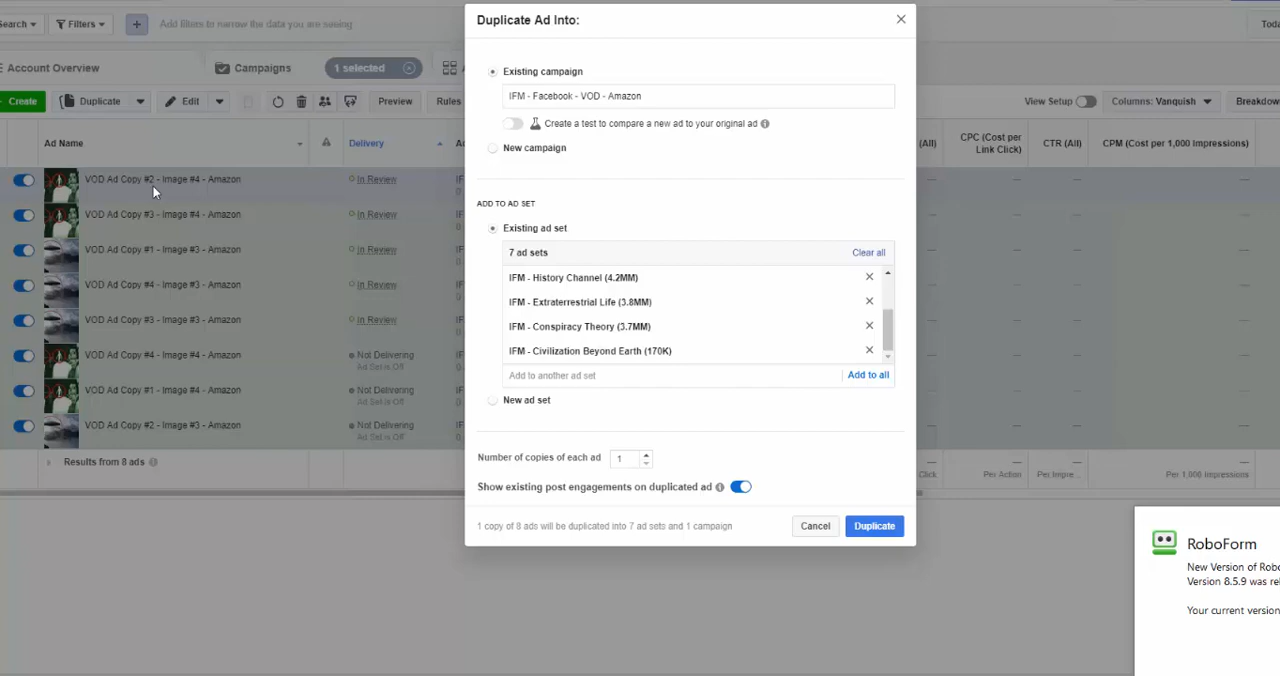 Search
Filters
Add filters to narrow the data you are seeing
Account Overview
Campaigns
1 selected
Create
Duplicate
Edit
Preview
Rules
View Setup
Columns: Vanquish
Breakdow
Ad Name
Delivery
(All)
CPC (Cost per
Link Click)
CTR (All)
CPM (Cost per 1,000 Impressions)
VOD Ad Copy #2 - Image #4 - Amazon
In Review
VOD Ad Copy #3 - Image #4 - Amazon
In Review
VOD Ad Copy #1 - Image #3 - Amazon
In Review
VOD Ad Copy #4 - Image #3 - Amazon
In Review
VOD Ad Copy #3 - Image #3 - Amazon
In Review
VOD Ad Copy #4 - Image #4 - Amazon
Not Delivering
Ad Set is Off
VOD Ad Copy #1 - Image #4 - Amazon
Not Delivering
Ad Set is Off
VOD Ad Copy #2 - Image #3 - Amazon
Not Delivering
Ad Set is Off
Results from 8 ads
Click
Per Action
Per Impre...
Per 1,000 Impressions
Duplicate Ad Into:
Existing campaign
IFM - Facebook - VOD - Amazon
Create a test to compare a new ad to your original ad
New campaign
ADD TO AD SET
Existing ad set
7 ad sets
Clear all
IFM - History Channel (4.2MM)
IFM - Extraterrestrial Life (3.8MM)
IFM - Conspiracy Theory (3.7MM)
IFM - Civilization Beyond Earth (170K)
Add to another ad set
Add to all
New ad set
Number of copies of each ad
1
Show existing post engagements on duplicated ad
1 copy of 8 ads will be duplicated into 7 ad sets and 1 campaign
Cancel
Duplicate
RoboForm
New Version of Robo
Version 8.5.9 was rel
Your current version